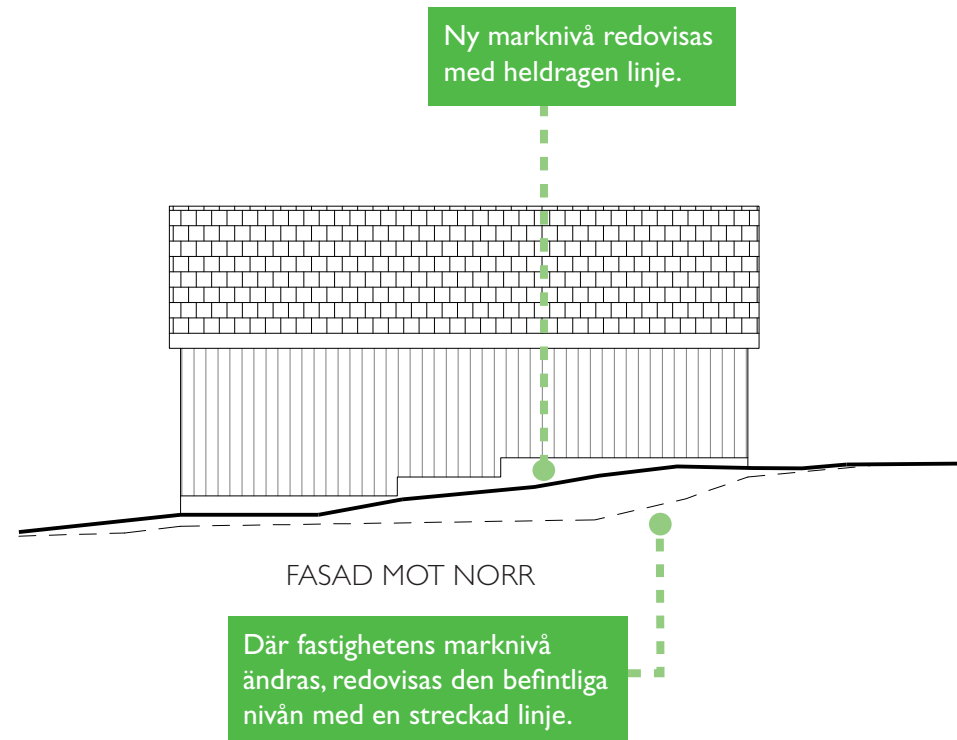 Ny marknivå redovisas
med heldragen linje.
FASAD MOT NORR
Där fastighetens marknivå
ändras, redovisas den befintliga
nivån med en streckad linje.